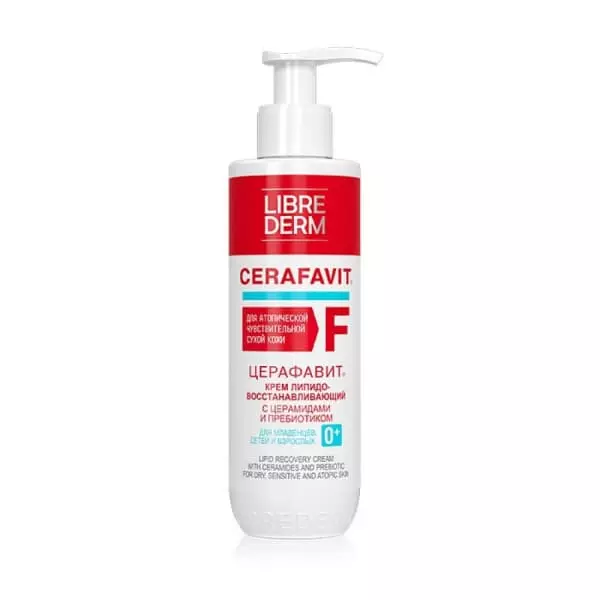 LIBRE
DERM
CERAFAVIT®
ДЛЯ АТОПИЧЕСКОЙ
ЧУВСТВИТЕЛЬНОЙ
СУХОЙ КОЖИ
F
ЦЕРАФАВИТ®
КРЕМ ЛИПИДО-
ВОССТАНАВЛИВАЮЩИЙ
С ЦЕРАМИДАМИ
И ПРЕБИОТИКОМ
ДЛЯ МЛАДЕНЦЕВ,
ДЕТЕЙ И ВЗРОСЛЫХ
0+
LIPID RECOVERY CREAM
WITH CERAMIDES AND PREBIOTIC
FOR DRY, SENSITIVE AND ATOPIC SKIN